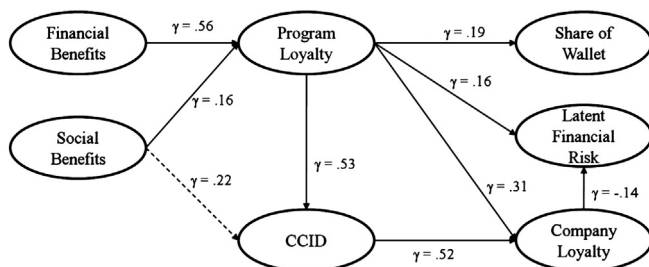 Financial
Benefits
γ = .56
Program
Loyalty
γ = .19
Share of
Wallet
γ = .16
γ = .16
Latent
Financial
Risk
Social
Benefits
γ = .22
γ = .53
γ = .31
γ = -.14
CCID
γ = .52
Company
Loyalty